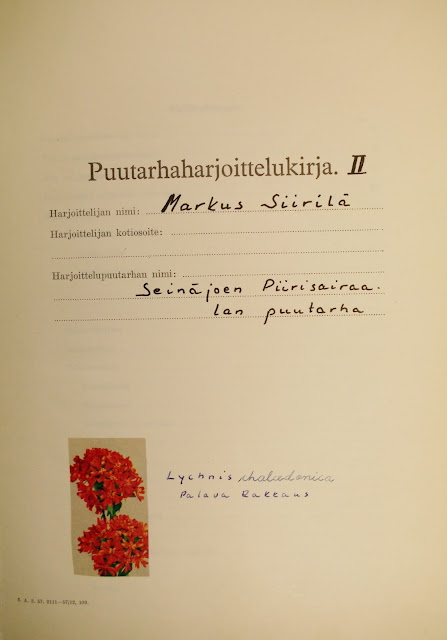 Puutarhaharjoittelukirja. II
Harjoittelijan nimi: Markus Siirilä
Harjoittelijan kotiosoite:
Harjoittelupuutarhan nimi:
Seinäjoen Piirisairaa-
lan puutarha
Lychnis chalcedonica
Palava Rakkaus